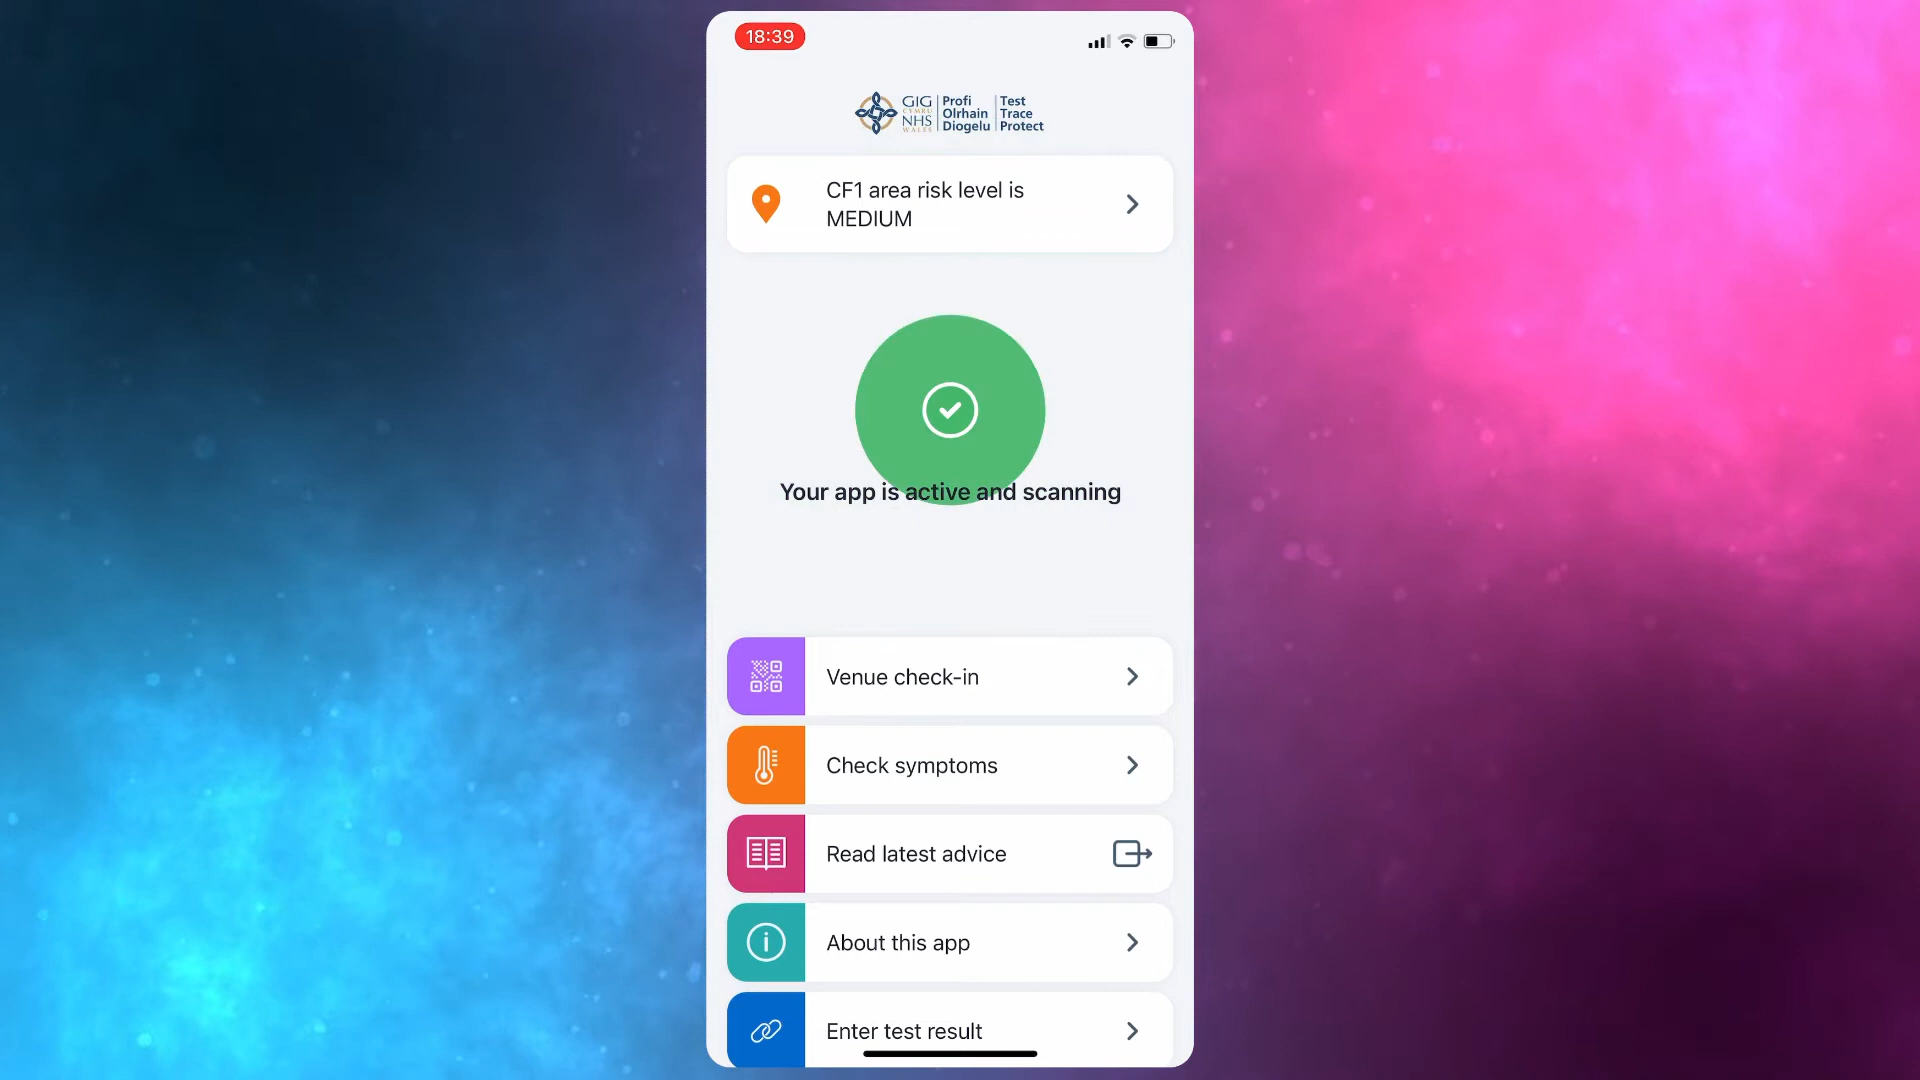 18:39
GIG
CYMRU
NHS
WALES
Profi
Olrhain
Diogelu
Test
Trace
Protect
CF1 area risk level is
MEDIUM
Your app is active and scanning
Venue check-in
Check symptoms
Read latest advice
About this app
Enter test result